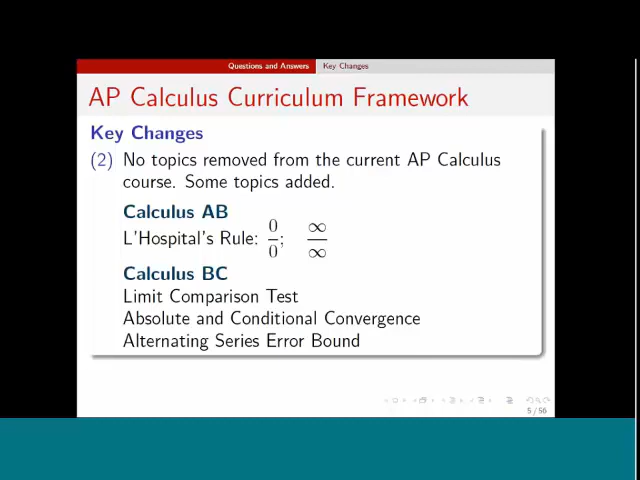 Questions and Answers Key Changes
AP Calculus Curriculum Framework
Key Changes
(2) No topics removed from the current AP Calculus
course. Some topics added.
Calculus AB
L'Hospital's Rule: 0/0; ∞/∞
Calculus BC
Limit Comparison Test
Absolute and Conditional Convergence
Alternating Series Error Bound
5 / 56